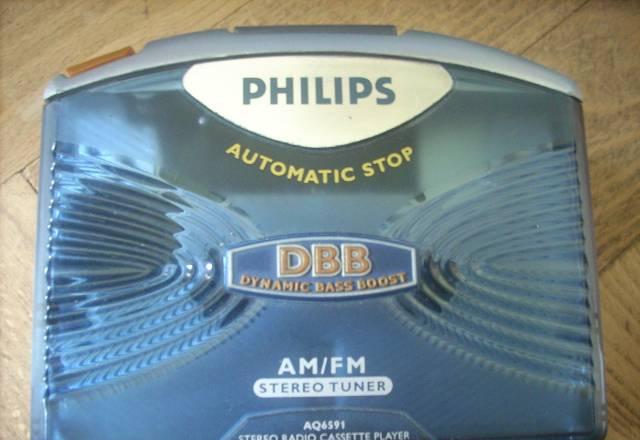 PHILIPS
AUTOMATIC STOP
DBB
DYNAMIC BASS BOOST
AM/FM
STEREO TUNER
AQ6591
STEREO RADIO CASSETTE PLAYER